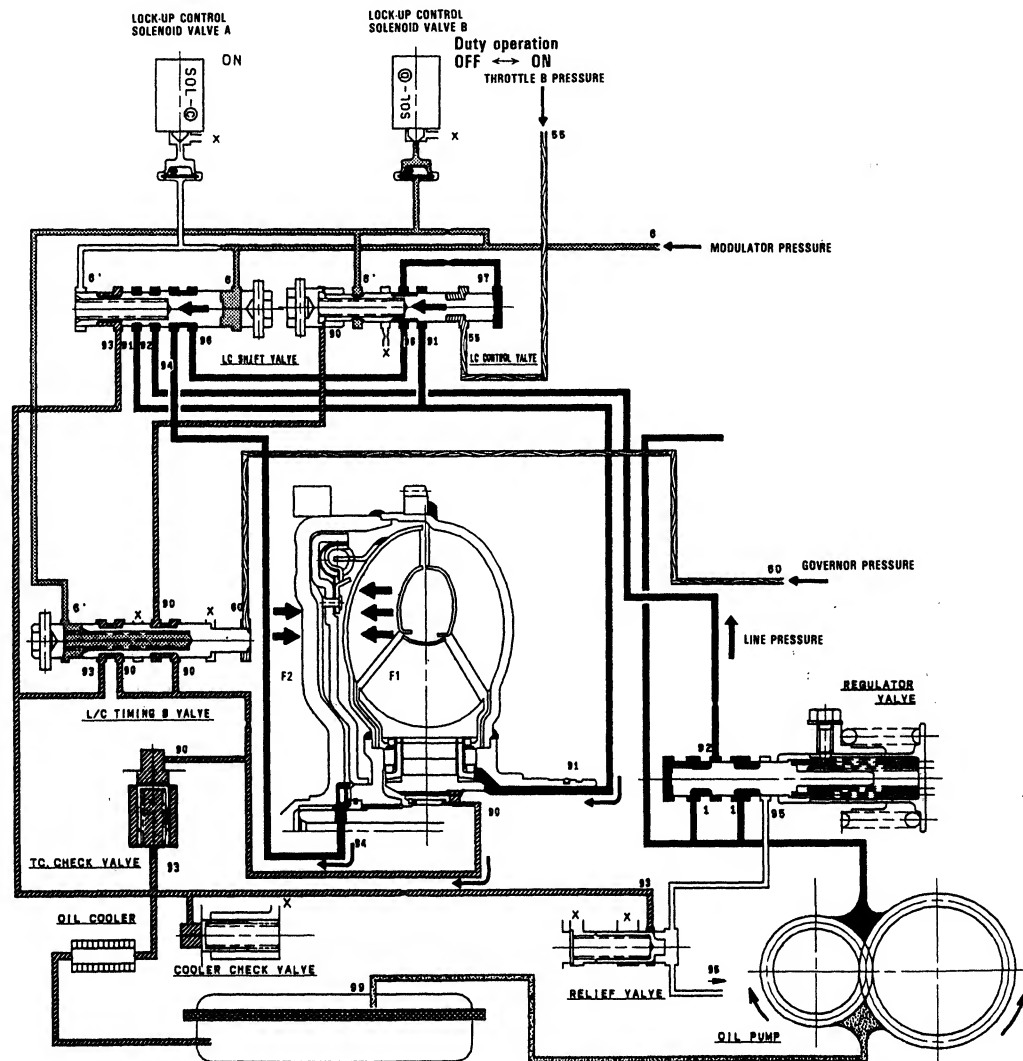 LOCK-UP CONTROL
SOLENOID VALVE A
ON
SOL-C
X
LOCK-UP CONTROL
SOLENOID VALVE B
Duty operation
OFF ↔ ON
SOL-D
X
THROTTLE B PRESSURE
55
6
MODULATOR PRESSURE
6'
6
6'
97
93
91
92
94
96
LC SHIFT VALVE
90
X
96
91
55
LC CONTROL VALVE
60
GOVERNOR PRESSURE
6'
X
90
X
60
93
90
90
L/C TIMING B VALVE
F2
F1
LINE PRESSURE
REGULATOR
VALVE
92
1
1
95
91
90
94
90
TC. CHECK VALVE
93
OIL COOLER
X
COOLER CHECK VALVE
93
X
X
RELIEF VALVE
95
99
OIL PUMP